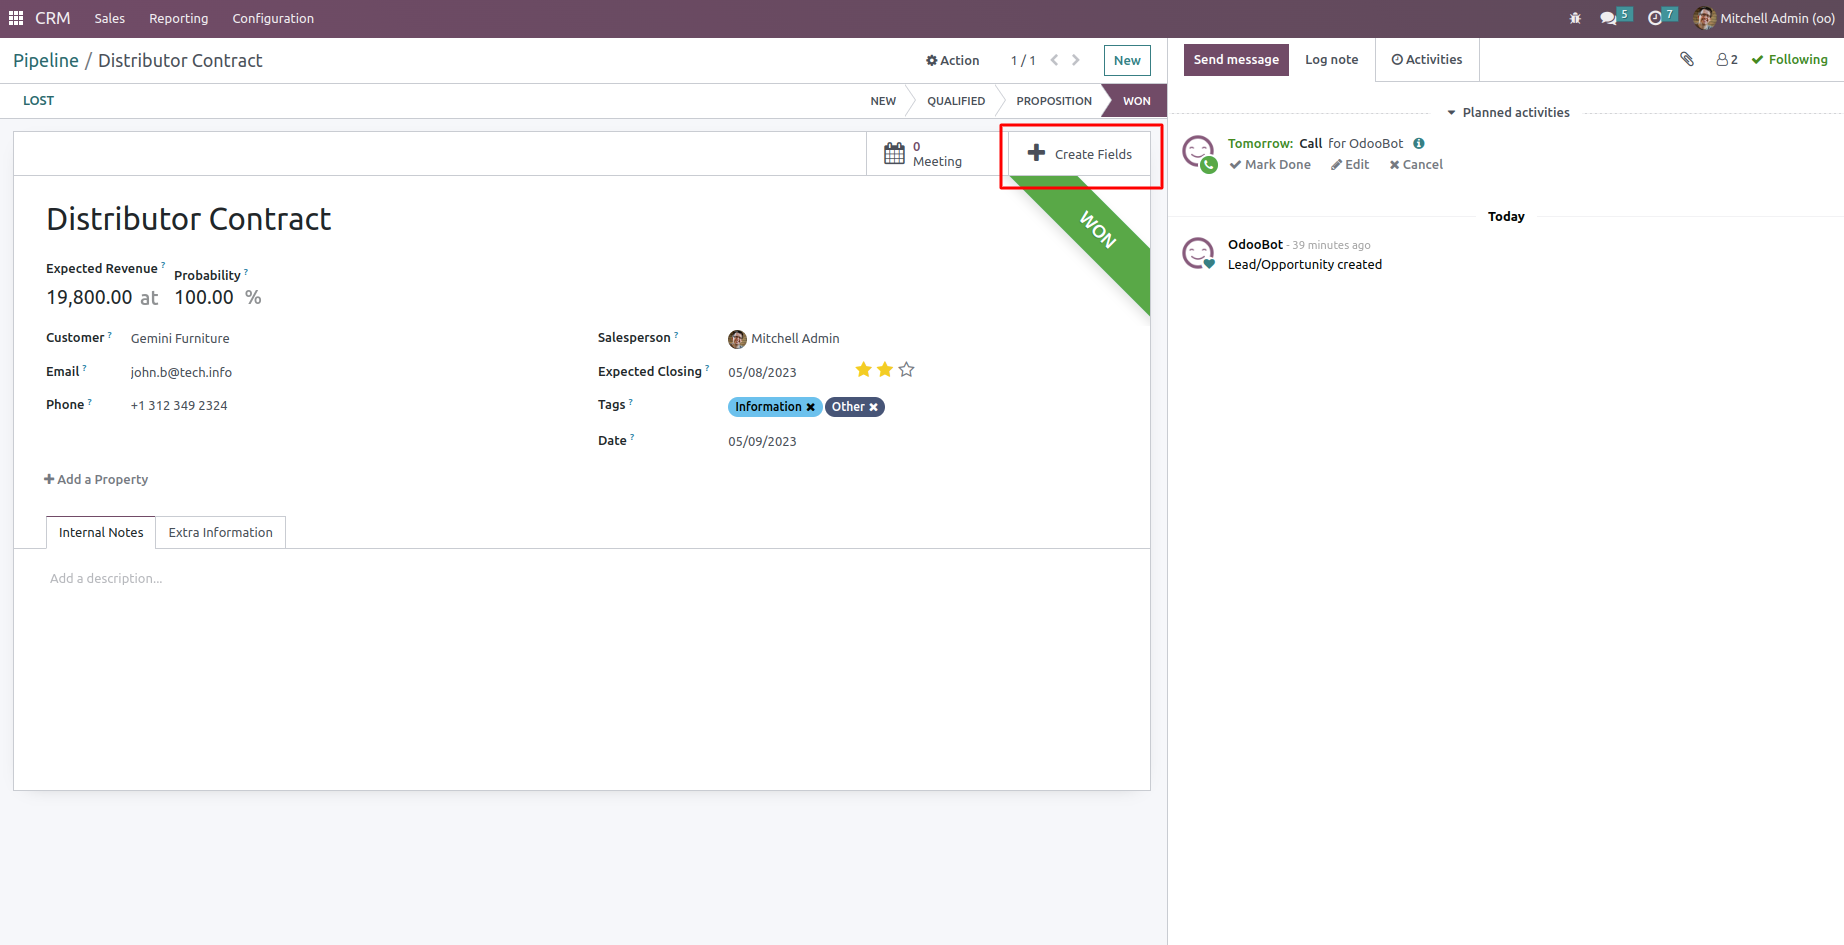 CRM Sales Reporting Configuration 5 7 Mitchell Admin (oo)
Pipeline / Distributor Contract Action 1 / 1 New
LOST NEW QUALIFIED PROPOSITION WON
0
Meeting
Create Fields
WON
Distributor Contract
Expected Revenue ? Probability ?
19,800.00 at 100.00 %
Customer ? Gemini Furniture
Email ? john.b@tech.info
Phone ? +1 312 349 2324
Salesperson ? Mitchell Admin
Expected Closing ? 05/08/2023
Tags ? Information Other
Date ? 05/09/2023
Add a Property
Internal Notes Extra Information
Add a description...
Send message Log note Activities 2 Following
Planned activities
Tomorrow: Call for OdooBot
Mark Done Edit Cancel
Today
OdooBot - 39 minutes ago
Lead/Opportunity created